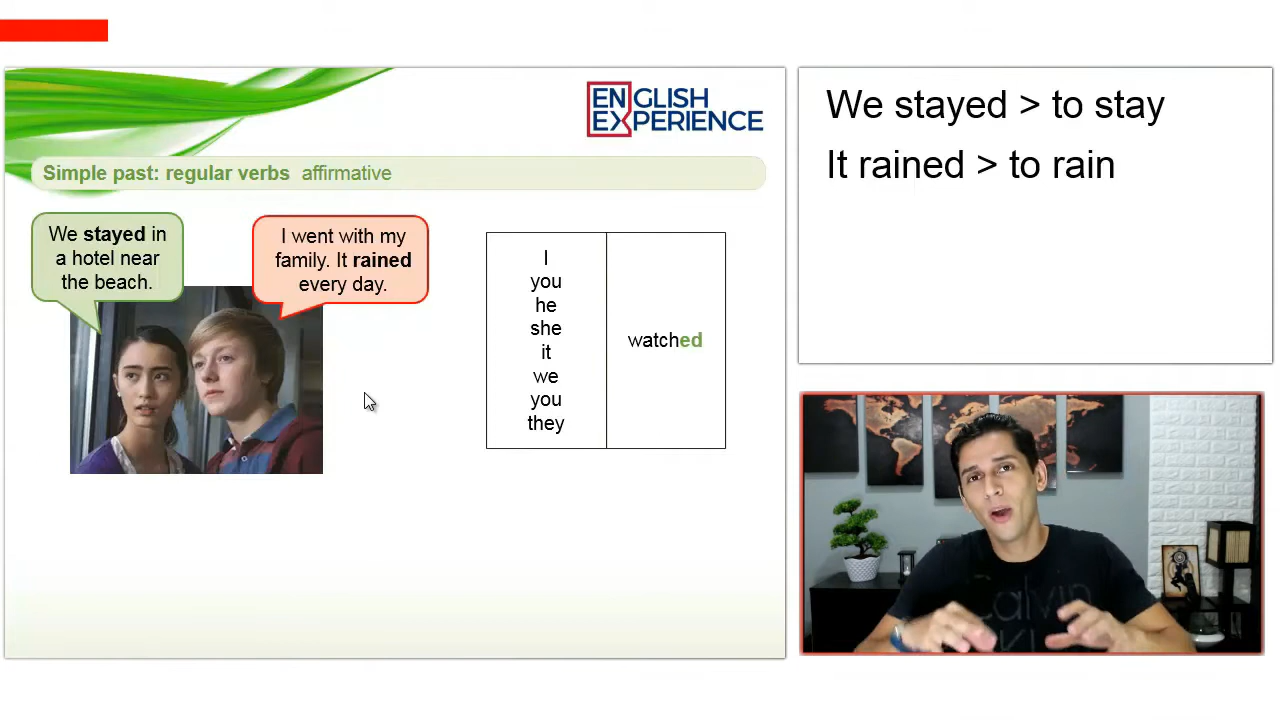 ENGLISH
EXPERIENCE
Simple past: regular verbs affirmative
We stayed in
a hotel near
the beach.
I went with my
family. It rained
every day.
I
you
he
she
it
we
you
they
watched
We stayed > to stay
It rained > to rain
Calvin